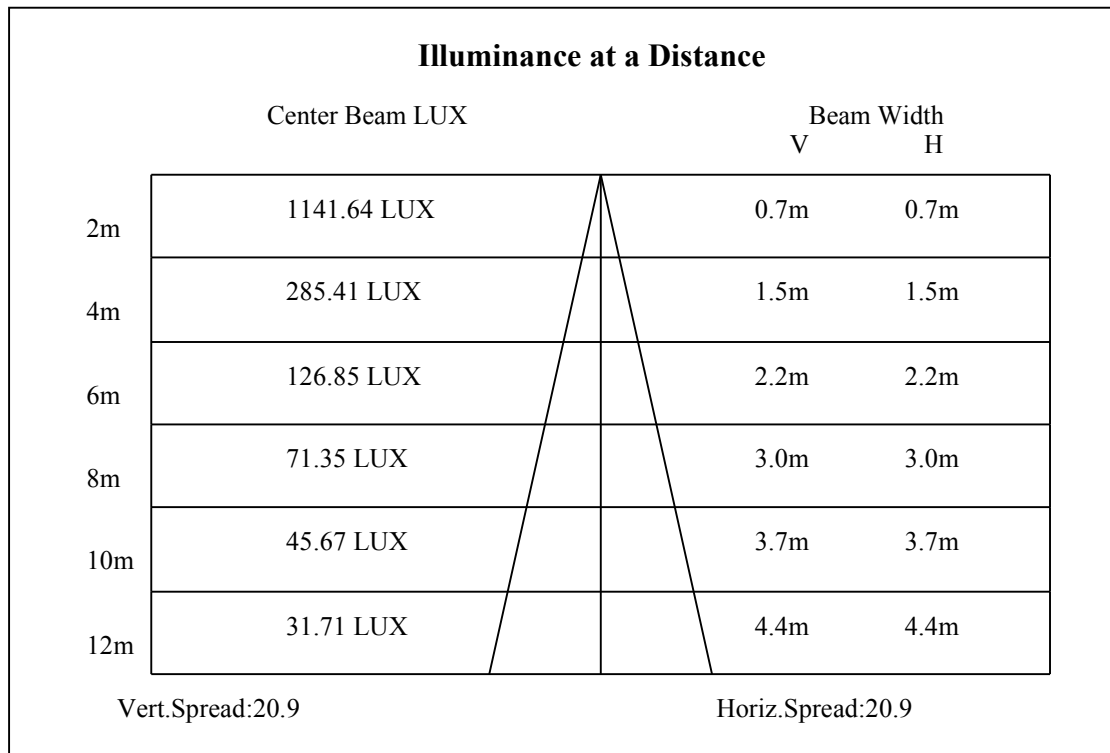 Illuminance at a Distance
Center Beam LUX Beam Width
V H
2m 1141.64 LUX 0.7m 0.7m
4m 285.41 LUX 1.5m 1.5m
6m 126.85 LUX 2.2m 2.2m
8m 71.35 LUX 3.0m 3.0m
10m 45.67 LUX 3.7m 3.7m
12m 31.71 LUX 4.4m 4.4m
Vert.Spread:20.9 Horiz.Spread:20.9